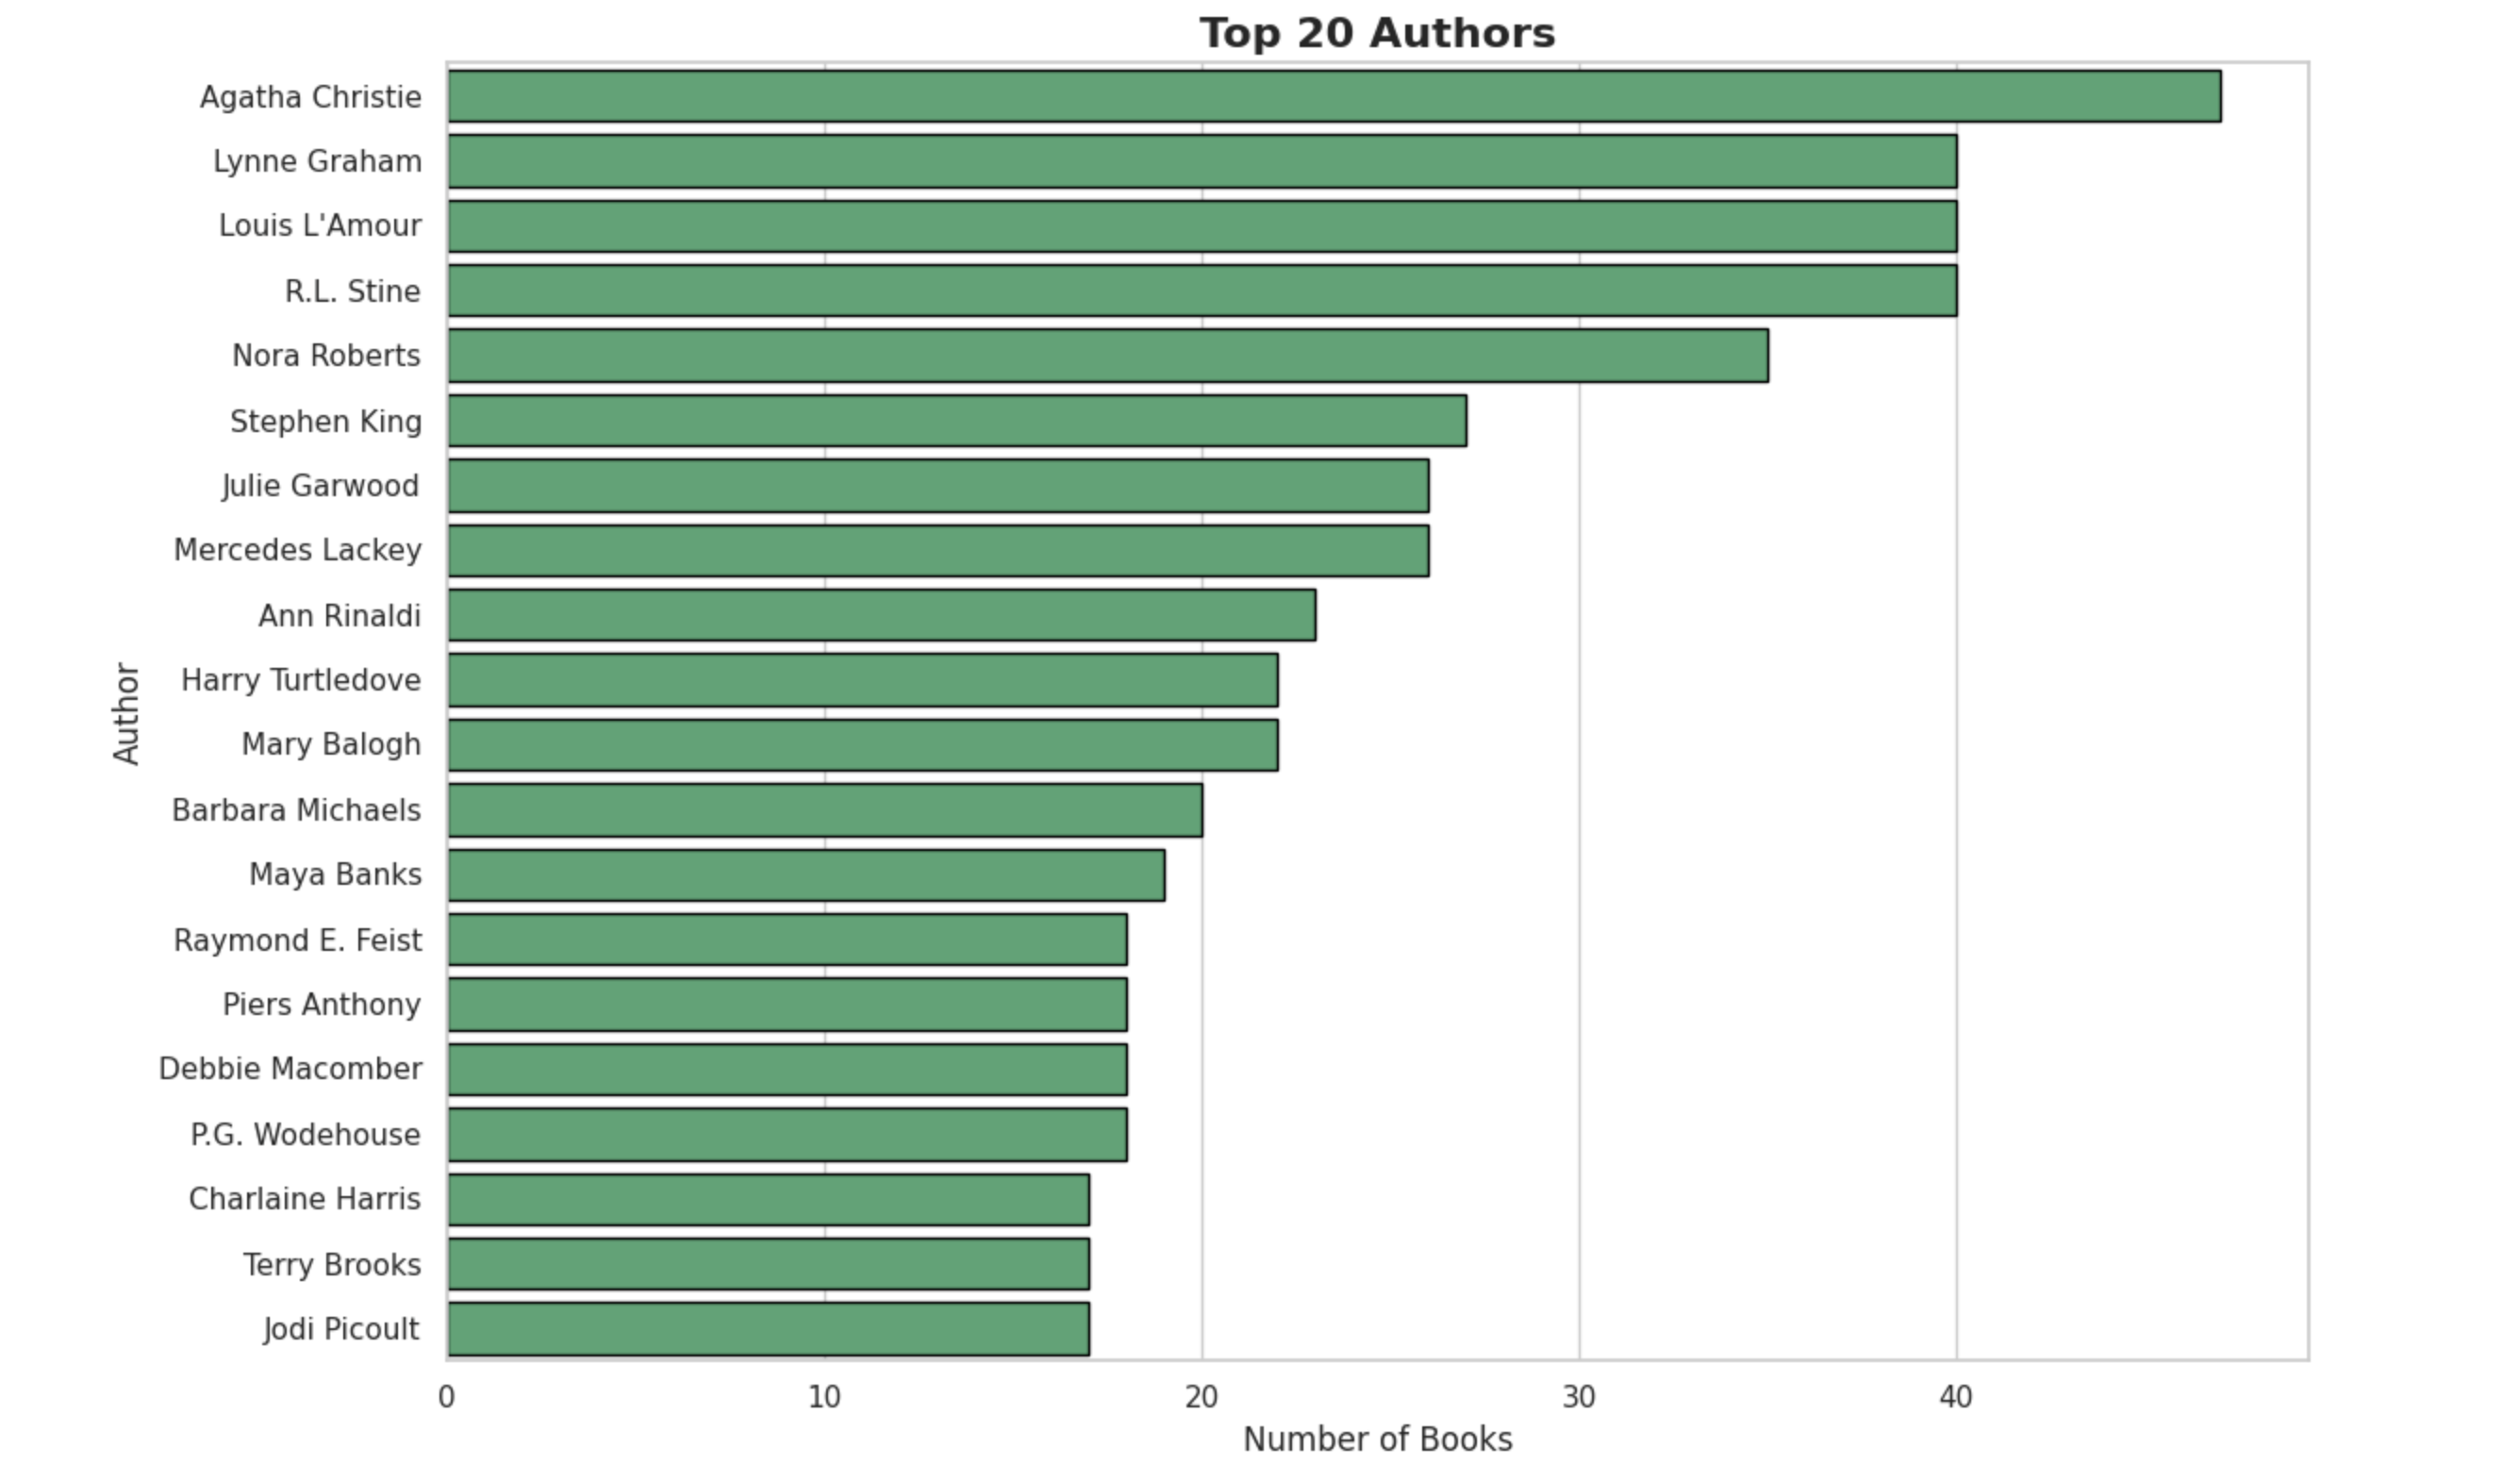 Top 20 Authors
Agatha Christie
Lynne Graham
Louis L'Amour
R.L. Stine
Nora Roberts
Stephen King
Julie Garwood
Mercedes Lackey
Ann Rinaldi
Harry Turtledove
Mary Balogh
Barbara Michaels
Maya Banks
Raymond E. Feist
Piers Anthony
Debbie Macomber
P.G. Wodehouse
Charlaine Harris
Terry Brooks
Jodi Picoult
Author
0 10 20 30 40
Number of Books